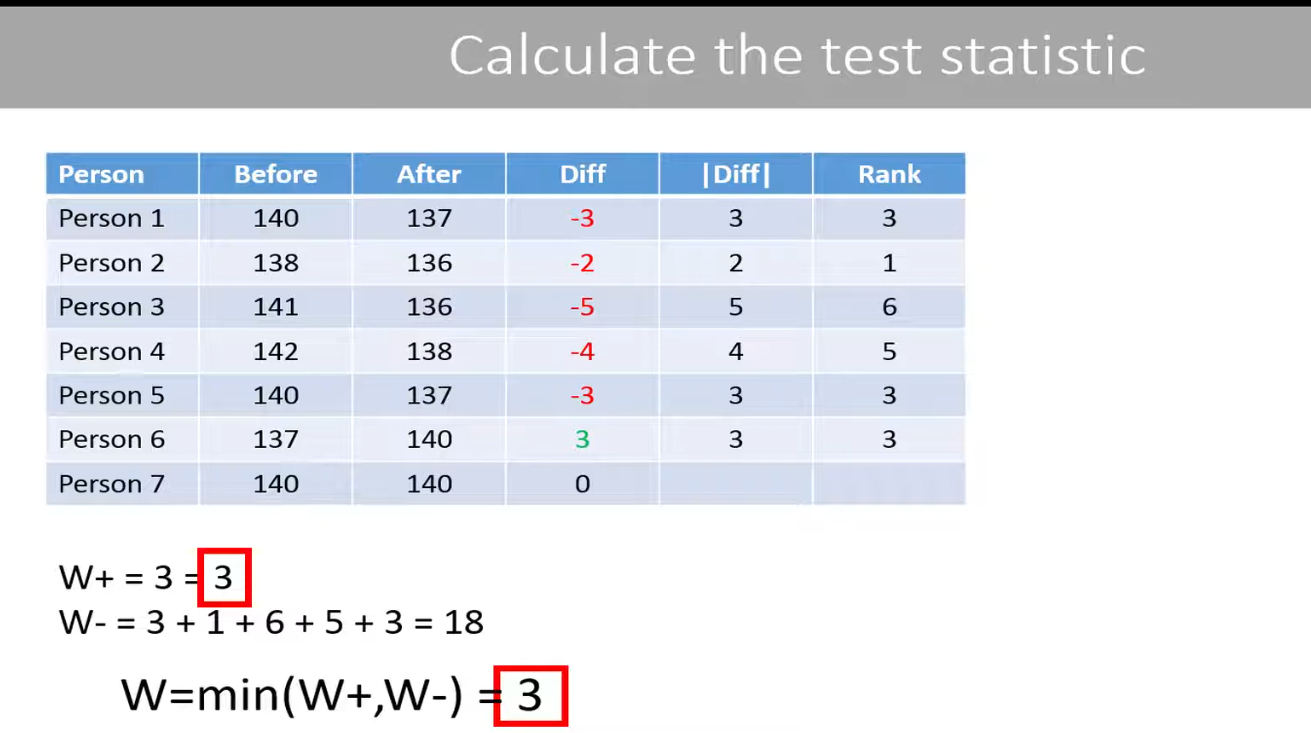 Calculate the test statistic
Person Before After Diff |Diff| Rank
Person 1 140 137 -3 3 3
Person 2 138 136 -2 2 1
Person 3 141 136 -5 5 6
Person 4 142 138 -4 4 5
Person 5 140 137 -3 3 3
Person 6 137 140 3 3 3
Person 7 140 140 0
W+ = 3 = 3
W- = 3 + 1 + 6 + 5 + 3 = 18
W=min(W+,W-) = 3